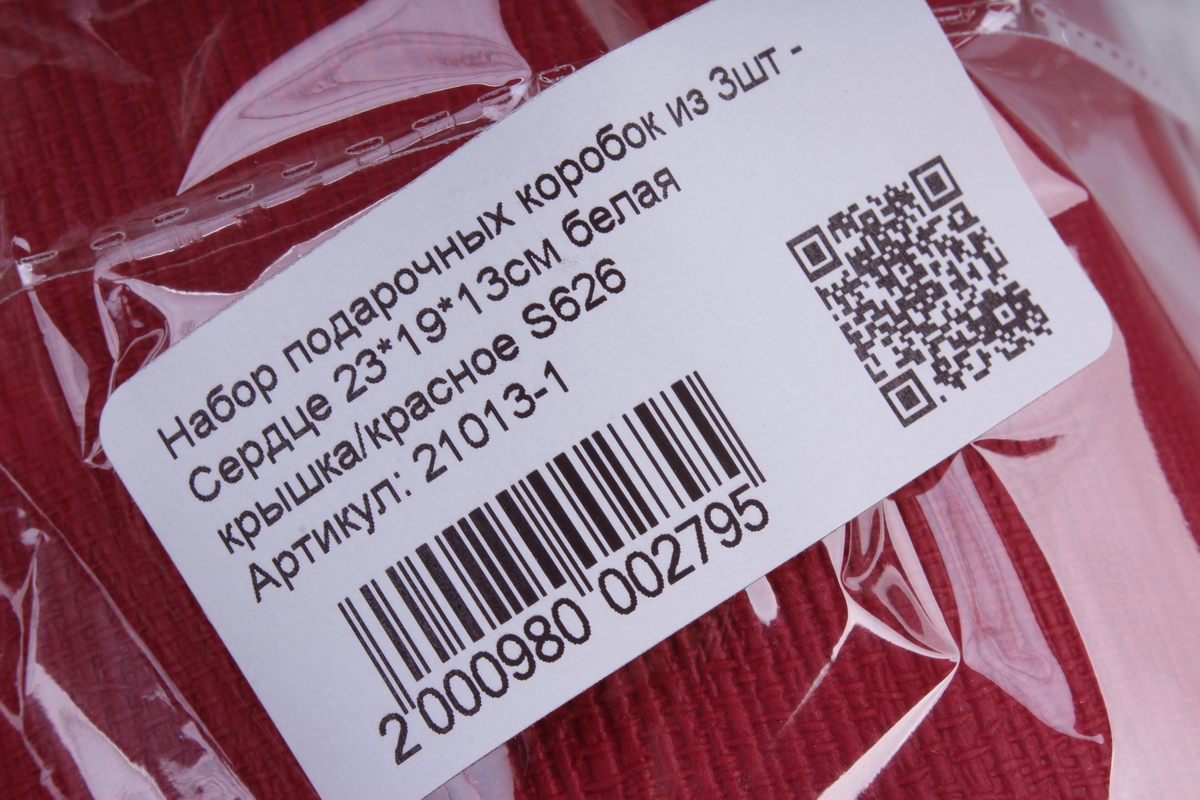 Набор подарочных коробок из 3шт -
Сердце 23*19*13см белая
крышка/красное S626
Артикул: 21013-1
2 000980 002795